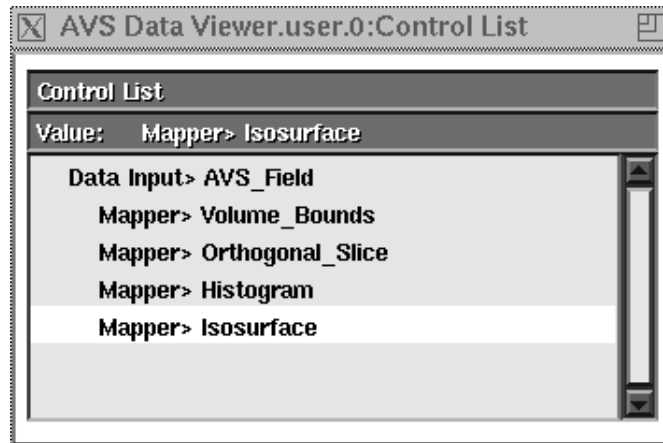 AVS Data Viewer.user.0:Control List
Control List
Value: Mapper> Isosurface
Data Input> AVS_Field
Mapper> Volume_Bounds
Mapper> Orthogonal_Slice
Mapper> Histogram
Mapper> Isosurface